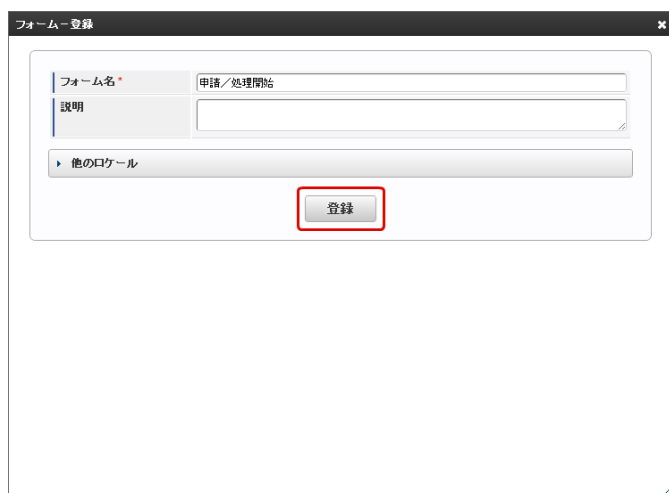 フォーム－登録
フォーム名*
申請／処理開始
説明
他のロケール
登録